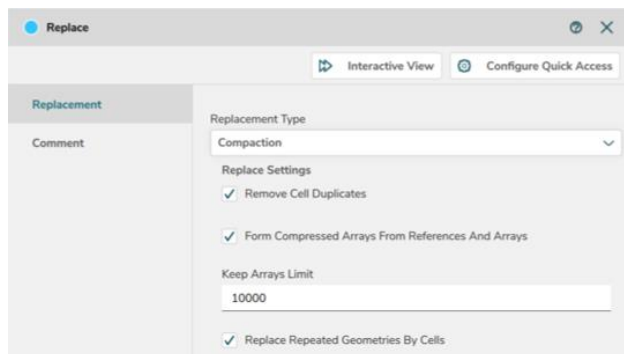 Replace
Interactive View
Configure Quick Access
Replacement
Comment
Replacement Type
Compaction
Replace Settings
Remove Cell Duplicates
Form Compressed Arrays From References And Arrays
Keep Arrays Limit
10000
Replace Repeated Geometries By Cells